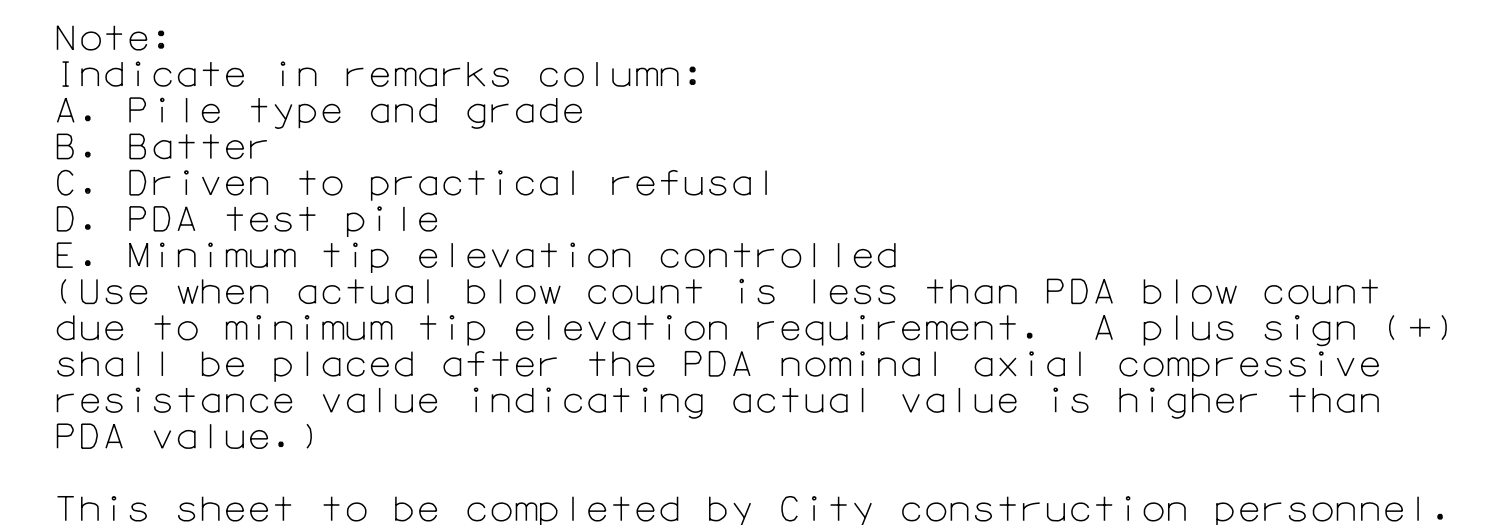 Note:
Indicate in remarks column:
A. Pile type and grade
B. Batter
C. Driven to practical refusal
D. PDA test pile
E. Minimum tip elevation controlled
(Use when actual blow count is less than PDA blow count
due to minimum tip elevation requirement.  A plus sign (+)
shall be placed after the PDA nominal axial compressive
resistance value indicating actual value is higher than
PDA value.)
This sheet to be completed by City construction personnel.